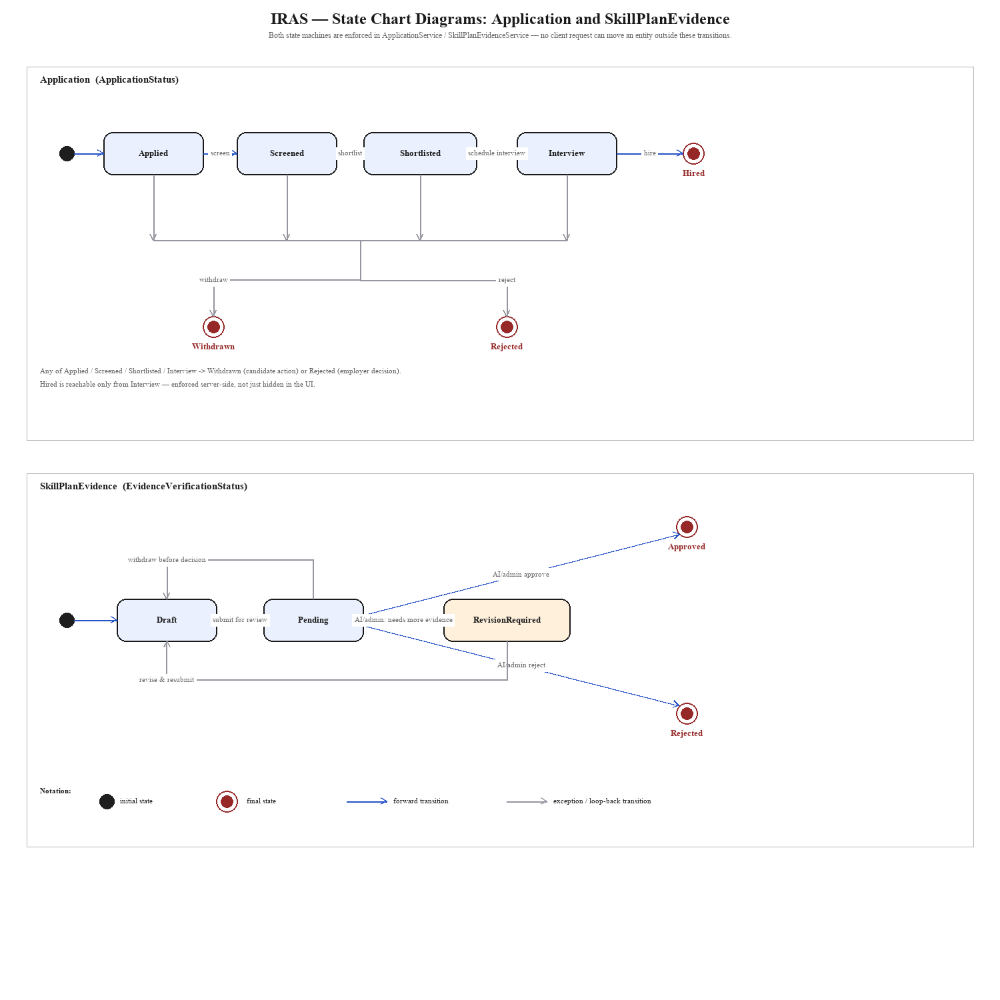 IRAS — State Chart Diagrams: Application and SkillPlanEvidence
Both state machines are enforced in ApplicationService / SkillPlanEvidenceService — no client request can move an entity outside these transitions.
Application (ApplicationStatus)
Applied
screen
Screened
shortlist
Shortlisted
schedule interview
Interview
hire
Hired
withdraw
reject
Withdrawn
Rejected
Any of Applied / Screened / Shortlisted / Interview -> Withdrawn (candidate action) or Rejected (employer decision).
Hired is reachable only from Interview — enforced server-side, not just hidden in the UI.
SkillPlanEvidence (EvidenceVerificationStatus)
Approved
withdraw before decision
AI/admin approve
Draft
submit for review
Pending
AI/admin: needs more evidence
RevisionRequired
AI/admin reject
revise & resubmit
Rejected
Notation:
initial state
final state
forward transition
exception / loop-back transition